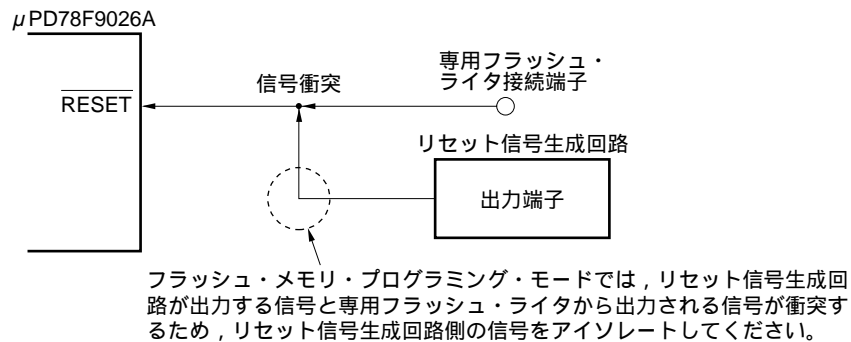 μPD78F9026A
専用フラッシュ・
ライタ接続端子
信号衝突
RESET
リセット信号生成回路
出力端子
フラッシュ・メモリ・プログラミング・モードでは，リセット信号生成回
路が出力する信号と専用フラッシュ・ライタから出力される信号が衝突す
るため，リセット信号生成回路側の信号をアイソレートしてください。